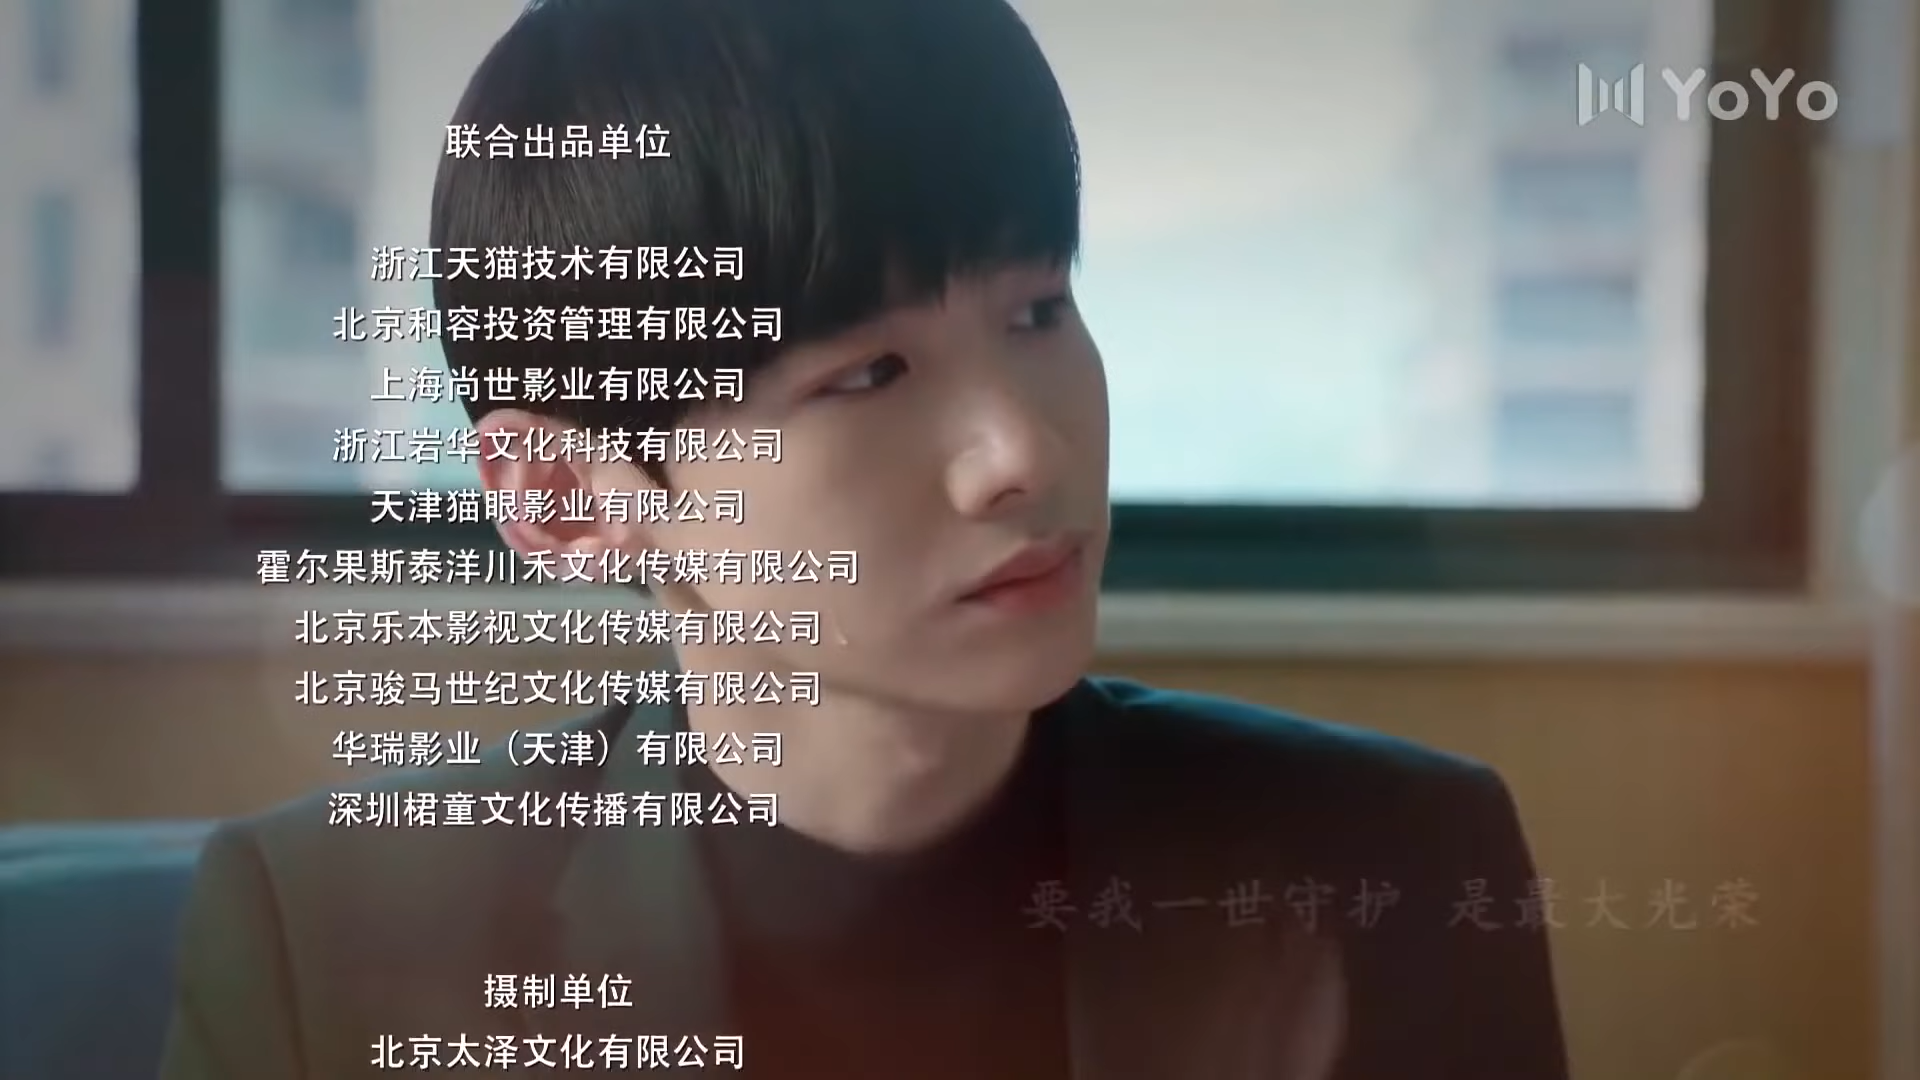 YoYo
联合出品单位
浙江天猫技术有限公司
北京和容投资管理有限公司
上海尚世影业有限公司
浙江岩华文化科技有限公司
天津猫眼影业有限公司
霍尔果斯泰洋川禾文化传媒有限公司
北京乐本影视文化传媒有限公司
北京骏马世纪文化传媒有限公司
华瑞影业（天津）有限公司
深圳桾童文化传播有限公司
要我一世守护 是最大光荣
摄制单位
北京太泽文化有限公司